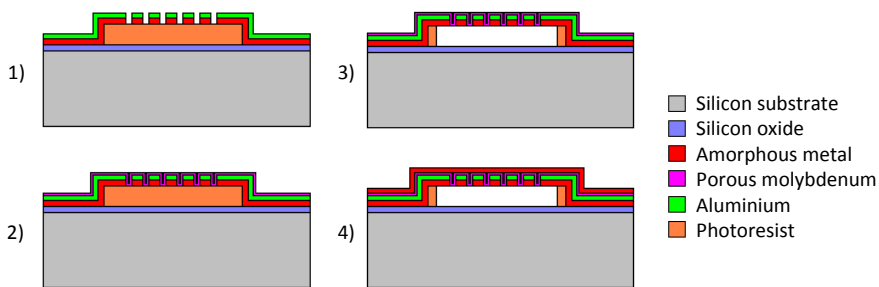 1)
3)
2)
4)
Silicon substrate
Silicon oxide
Amorphous metal
Porous molybdenum
Aluminium
Photoresist